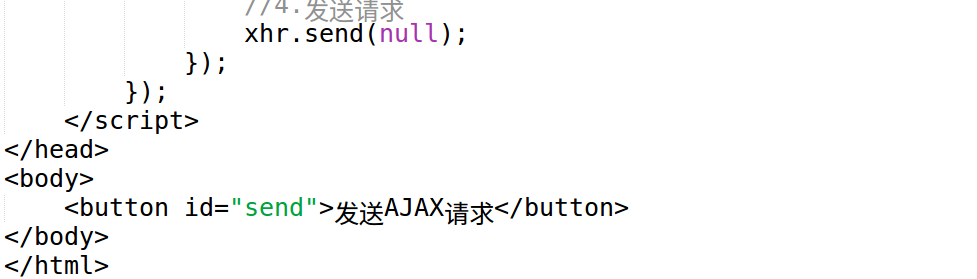 //4.发送请求
xhr.send(null);
});
});
</script>
</head>
<body>
<button id="send">发送AJAX请求</button>
</body>
</html>